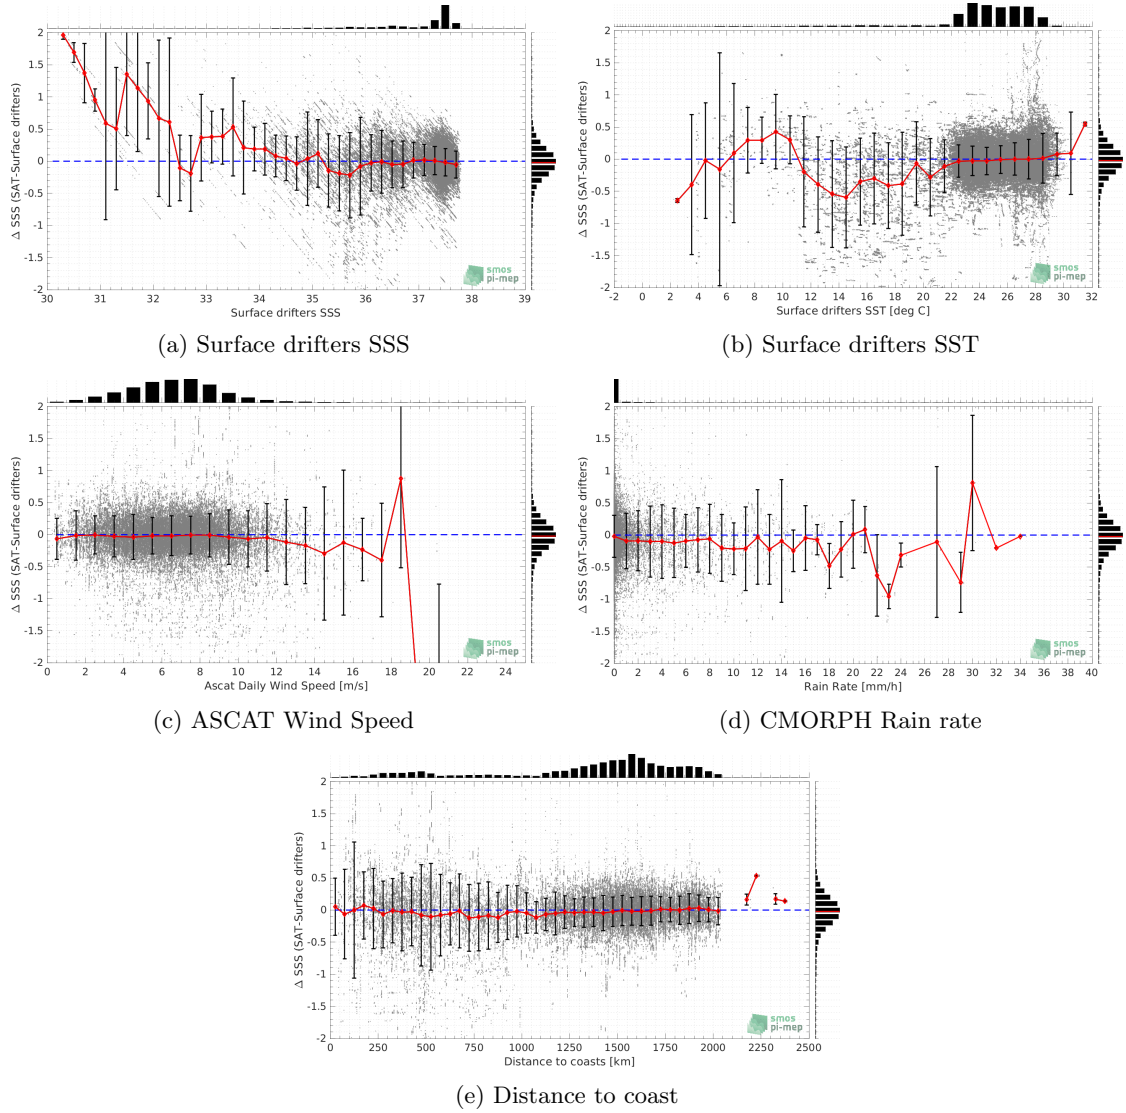 2
1.5
1
0.5
0
-0.5
-1
-1.5
-2
Δ SSS (SAT-Surface drifters)
30 31 32 33 34 35 36 37 38 39
Surface drifters SSS
smos
pi-mep
(a) Surface drifters SSS
2
1.5
1
0.5
0
-0.5
-1
-1.5
-2
Δ SSS (SAT-Surface drifters)
-2 0 2 4 6 8 10 12 14 16 18 20 22 24 26 28 30 32
Surface drifters SST [deg C]
smos
pi-mep
(b) Surface drifters SST
2
1.5
1
0.5
0
-0.5
-1
-1.5
-2
Δ SSS (SAT-Surface drifters)
0 2 4 6 8 10 12 14 16 18 20 22 24
Ascat Daily Wind Speed [m/s]
smos
pi-mep
(c) ASCAT Wind Speed
2
1.5
1
0.5
0
-0.5
-1
-1.5
-2
Δ SSS (SAT-Surface drifters)
0 2 4 6 8 10 12 14 16 18 20 22 24 26 28 30 32 34 36 38 40
Rain Rate [mm/h]
smos
pi-mep
(d) CMORPH Rain rate
2
1.5
1
0.5
0
-0.5
-1
-1.5
-2
Δ SSS (SAT-Surface drifters)
0 250 500 750 1000 1250 1500 1750 2000 2250 2500
Distance to coasts [km]
smos
pi-mep
(e) Distance to coast